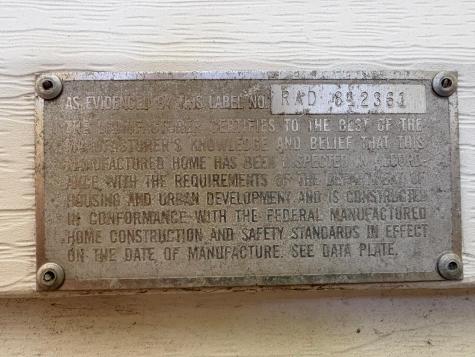 AS EVIDENCED BY THIS LABEL NO. RAD 692361
THE MANUFACTURER CERTIFIES TO THE BEST OF THE
MANUFACTURER'S KNOWLEDGE AND BELIEF THAT THIS
MANUFACTURED HOME HAS BEEN INSPECTED IN ACCORD-
ANCE WITH THE REQUIREMENTS OF THE DEPARTMENT OF
HOUSING AND URBAN DEVELOPMENT AND IS CONSTRUCTED
IN CONFORMANCE WITH THE FEDERAL MANUFACTURED
HOME CONSTRUCTION AND SAFETY STANDARDS IN EFFECT
ON THE DATE OF MANUFACTURE. SEE DATA PLATE.